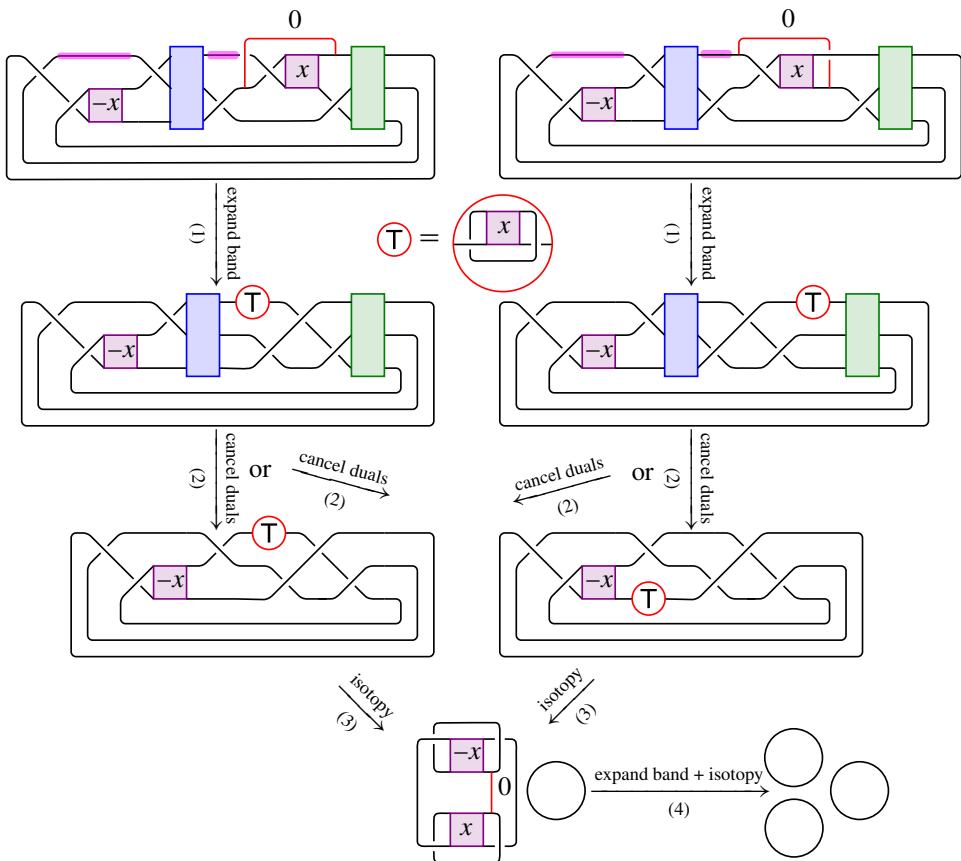 0
0
−x
x
−x
x
expand band
(1)
T =
x
expand band
(1)
T
−x
−x
T
cancel duals
(2)
or
cancel duals
(2)
cancel duals
(2)
or
cancel duals
(2)
T
−x
−x
T
isotopy
(3)
isotopy
(3)
−x
0
x
expand band + isotopy
(4)